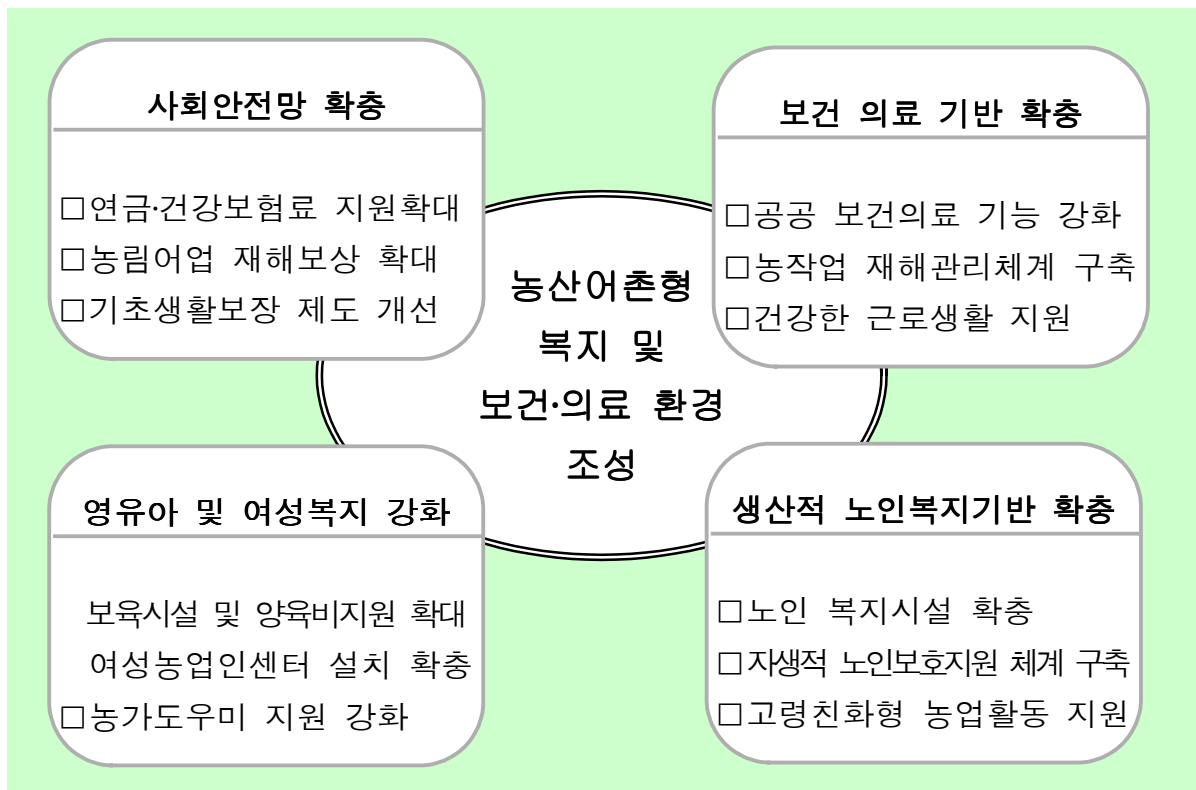 사회안전망 확충
□연금·건강보험료 지원확대
□농림어업 재해보상 확대
□기초생활보장 제도 개선
보건 의료 기반 확충
□공공 보건의료 기능 강화
□농작업 재해관리체계 구축
□건강한 근로생활 지원
농산어촌형
복지 및
보건·의료 환경
조성
영유아 및 여성복지 강화
보육시설 및 양육비지원 확대
여성농업인센터 설치 확충
□농가도우미 지원 강화
생산적 노인복지기반 확충
□노인 복지시설 확충
□자생적 노인보호지원 체계 구축
□고령친화형 농업활동 지원